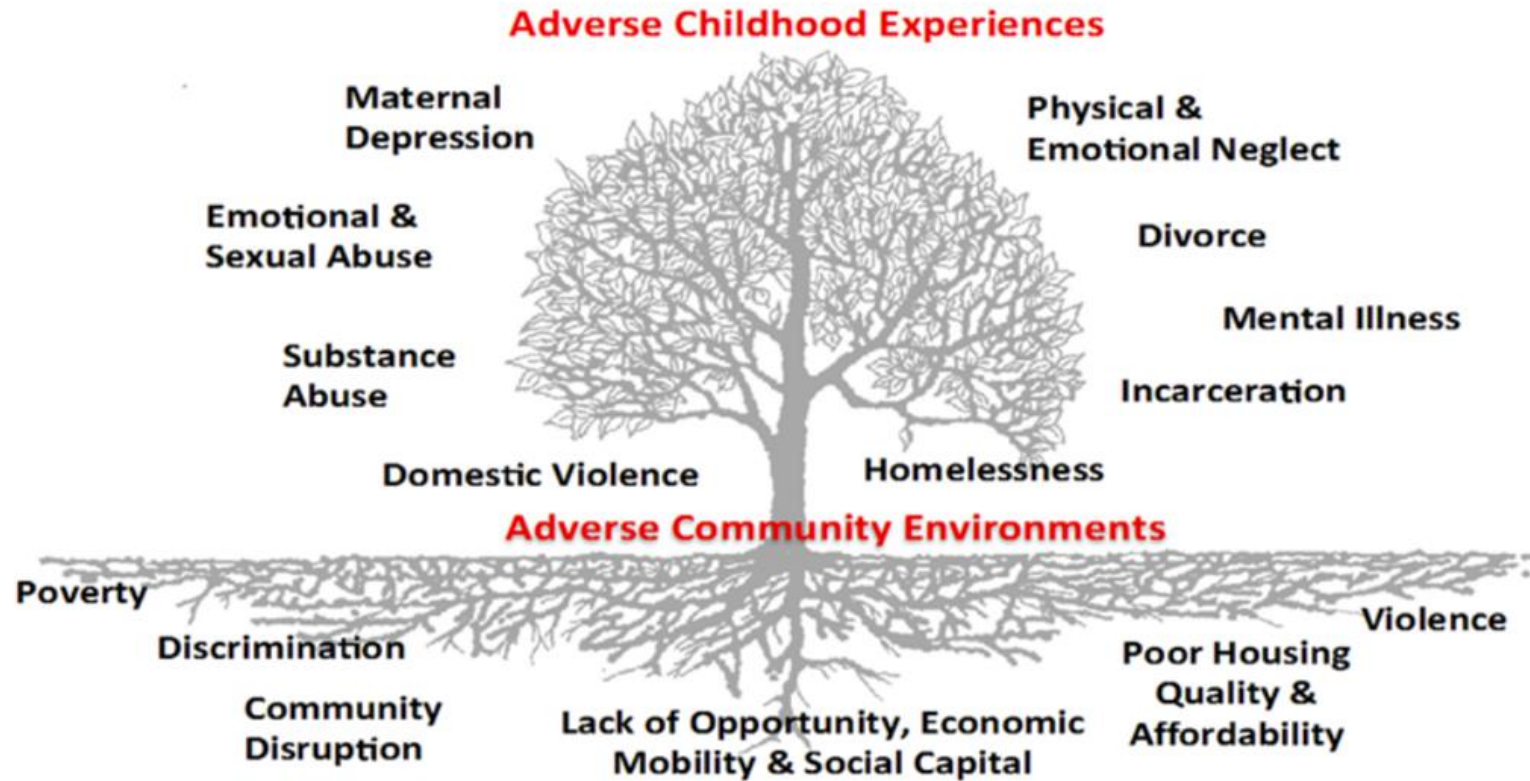 Adverse Childhood Experiences
Maternal
Depression
Physical &
Emotional Neglect
Emotional &
Sexual Abuse
Divorce
Mental Illness
Substance
Abuse
Incarceration
Domestic Violence
Homelessness
Adverse Community Environments
Poverty
Violence
Discrimination
Poor Housing
Quality &
Affordability
Community
Disruption
Lack of Opportunity, Economic
Mobility & Social Capital